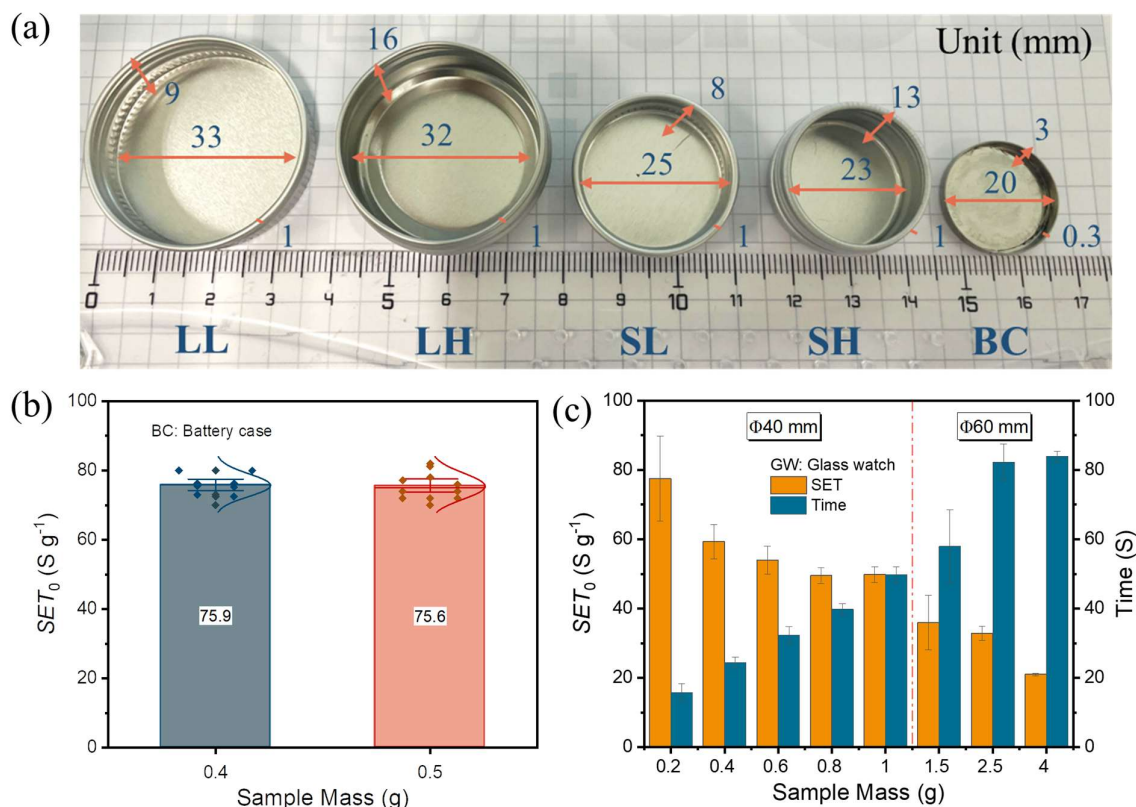 (a)
Unit (mm)
16
9
33
1
32
1
8
25
1
13
23
1
3
20
0.3
0 1 2 3 4 5 6 7 8 9 10 11 12 13 14 15 16 17
LL LH SL SH BC
(b)
100
80
60
40
20
0
SET₀ (S g⁻¹)
BC: Battery case
75.9
75.6
0.4 0.5
Sample Mass (g)
(c)
100
80
60
40
20
0
SET₀ (S g⁻¹)
Φ40 mm
Φ60 mm
GW: Glass watch
SET
Time
100
80
60
40
20
0
Time (S)
0.2 0.4 0.6 0.8 1 1.5 2.5 4
Sample Mass (g)